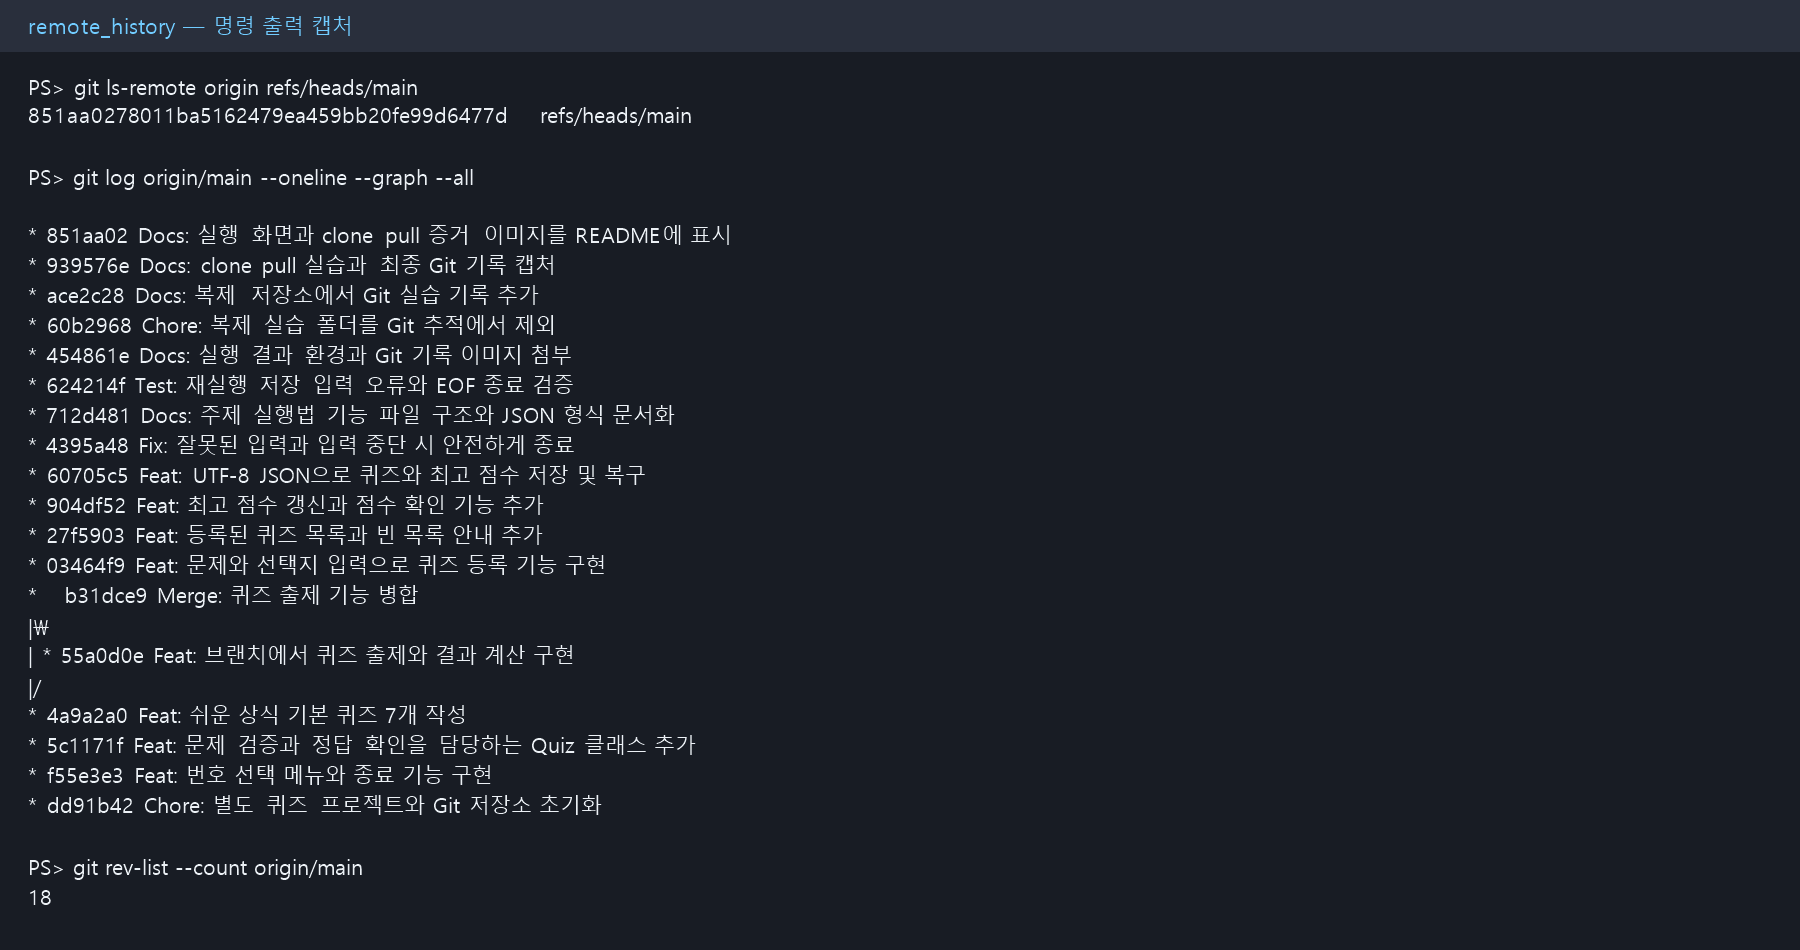 remote_history — 명령 출력 캡처
PS> git ls-remote origin refs/heads/main
851aa0278011ba5162479ea459bb20fe99d6477d refs/heads/main
PS> git log origin/main --oneline --graph --all
* 851aa02 Docs: 실행 화면과 clone pull 증거 이미지를 README에 표시
* 939576e Docs: clone pull 실습과 최종 Git 기록 캡처
* ace2c28 Docs: 복제 저장소에서 Git 실습 기록 추가
* 60b2968 Chore: 복제 실습 폴더를 Git 추적에서 제외
* 454861e Docs: 실행 결과 환경과 Git 기록 이미지 첨부
* 624214f Test: 재실행 저장 입력 오류와 EOF 종료 검증
* 712d481 Docs: 주제 실행법 기능 파일 구조와 JSON 형식 문서화
* 4395a48 Fix: 잘못된 입력과 입력 중단 시 안전하게 종료
* 60705c5 Feat: UTF-8 JSON으로 퀴즈와 최고 점수 저장 및 복구
* 904df52 Feat: 최고 점수 갱신과 점수 확인 기능 추가
* 27f5903 Feat: 등록된 퀴즈 목록과 빈 목록 안내 추가
* 03464f9 Feat: 문제와 선택지 입력으로 퀴즈 등록 기능 구현
*   b31dce9 Merge: 퀴즈 출제 기능 병합
|₩
| * 55a0d0e Feat: 브랜치에서 퀴즈 출제와 결과 계산 구현
|/
* 4a9a2a0 Feat: 쉬운 상식 기본 퀴즈 7개 작성
* 5c1171f Feat: 문제 검증과 정답 확인을 담당하는 Quiz 클래스 추가
* f55e3e3 Feat: 번호 선택 메뉴와 종료 기능 구현
* dd91b42 Chore: 별도 퀴즈 프로젝트와 Git 저장소 초기화
PS> git rev-list --count origin/main
18